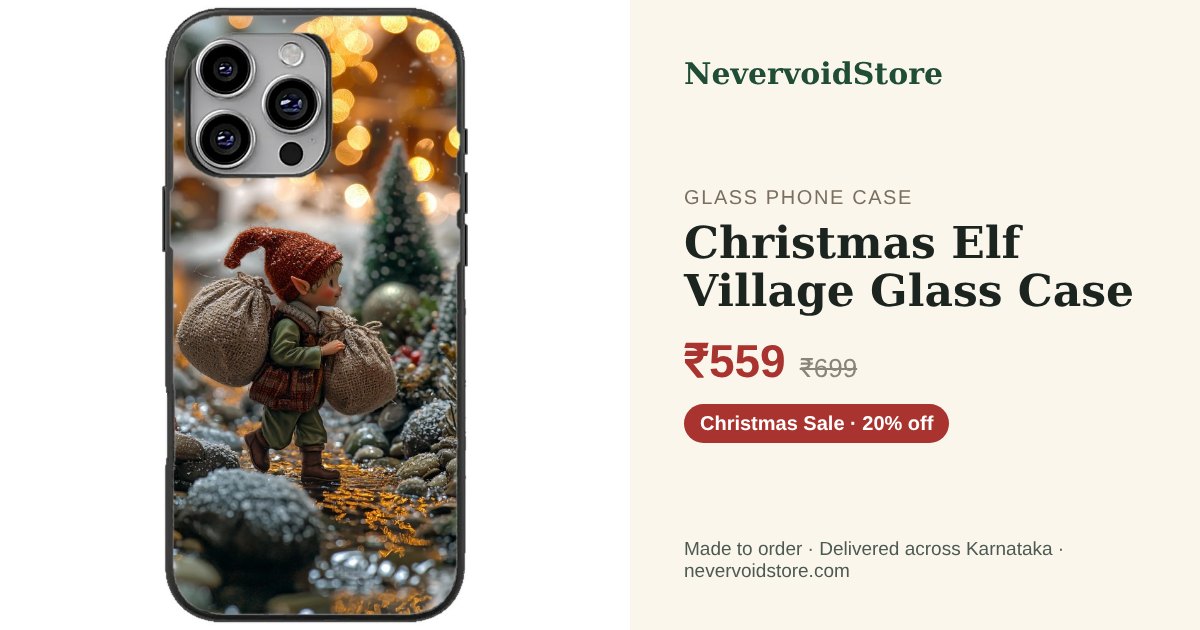 NevervoidStore
GLASS PHONE CASE
Christmas Elf
Village Glass Case
₹559 ₹699
Christmas Sale · 20% off
Made to order · Delivered across Karnataka ·
nevervoidstore.com